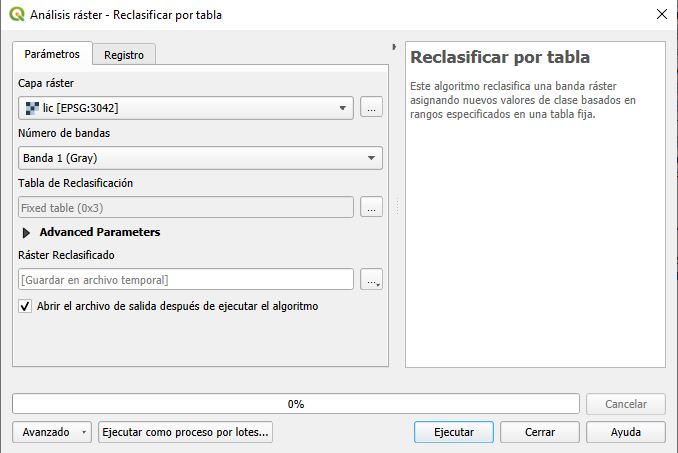 Análisis ráster - Reclasificar por tabla
Parámetros
Registro
Capa ráster
lic [EPSG:3042]
...
Número de bandas
Banda 1 (Gray)
Tabla de Reclasificación
Fixed table (0x3)
...
Advanced Parameters
Ráster Reclasificado
[Guardar en archivo temporal]
...
Abrir el archivo de salida después de ejecutar el algoritmo
Reclasificar por tabla
Este algoritmo reclasifica una banda ráster
asignando nuevos valores de clase basados en
rangos especificados en una tabla fija.
0%
Cancelar
Avanzado
Ejecutar como proceso por lotes...
Ejecutar
Cerrar
Ayuda